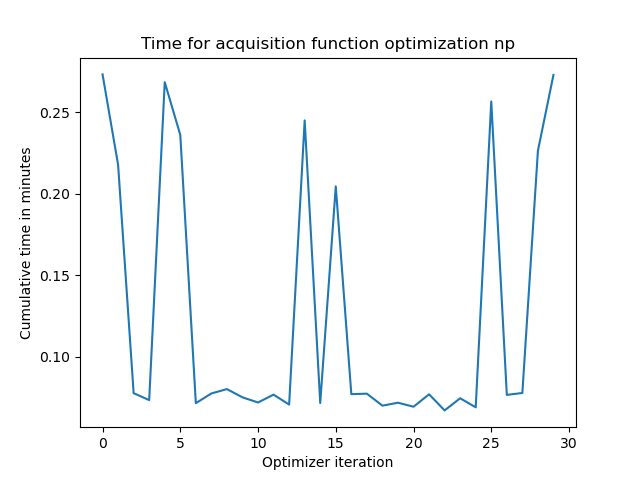 Time for acquisition function optimization np
Cumulative time in minutes
0.25
0.20
0.15
0.10
0 5 10 15 20 25 30
Optimizer iteration